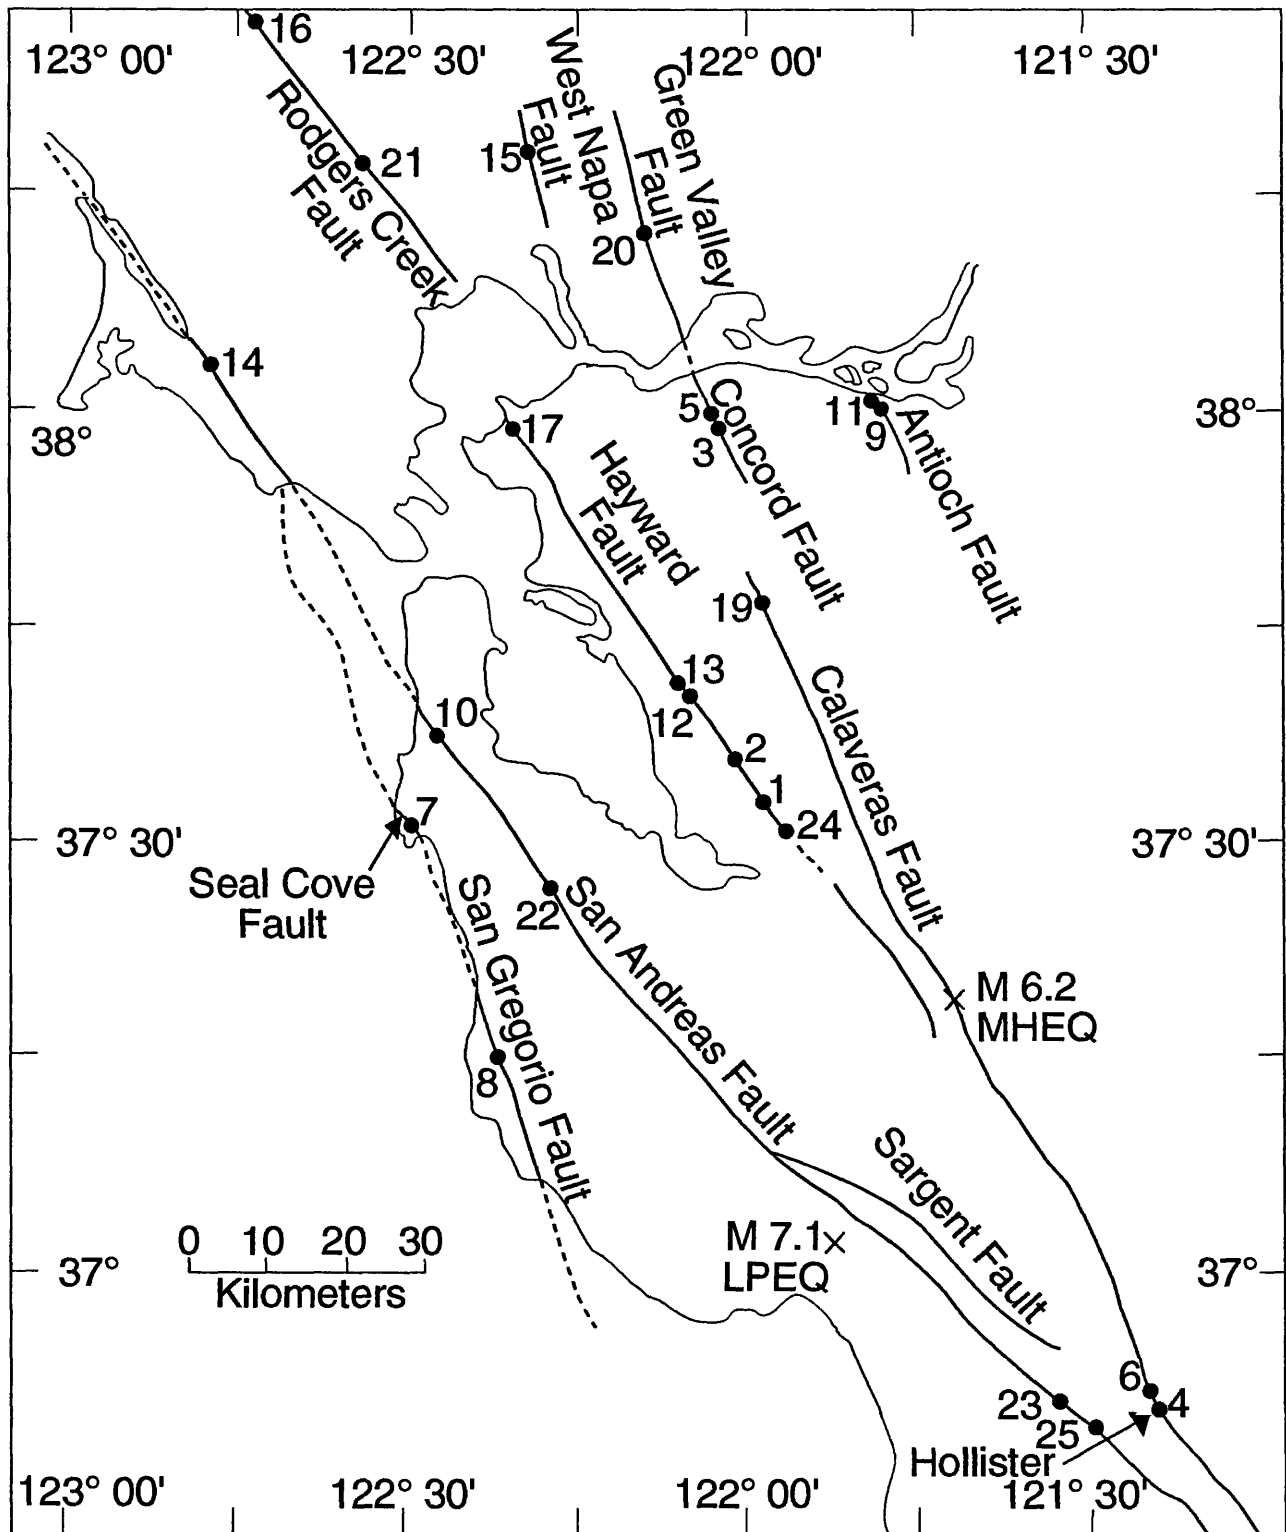 16
123° 00'
122° 30'
122° 00'
121° 30'
West Napa
Fault
Green Valley
Fault
Rodgers Creek
Fault
21
15
20
14
38°
38°
17
5
3
11
9
Concord Fault
Antioch Fault
Hayward
Fault
19
13
12
10
2
1
24
Calaveras Fault
7
37° 30'
37° 30'
Seal Cove
Fault
22
San Gregorio Fault
San Andreas Fault
M 6.2
MHEQ
8
Sargent Fault
0 10 20 30
Kilometers
M 7.1
LPEQ
37°
37°
6
4
23
25
Hollister
123° 00'
122° 30'
122° 00'
121° 30'